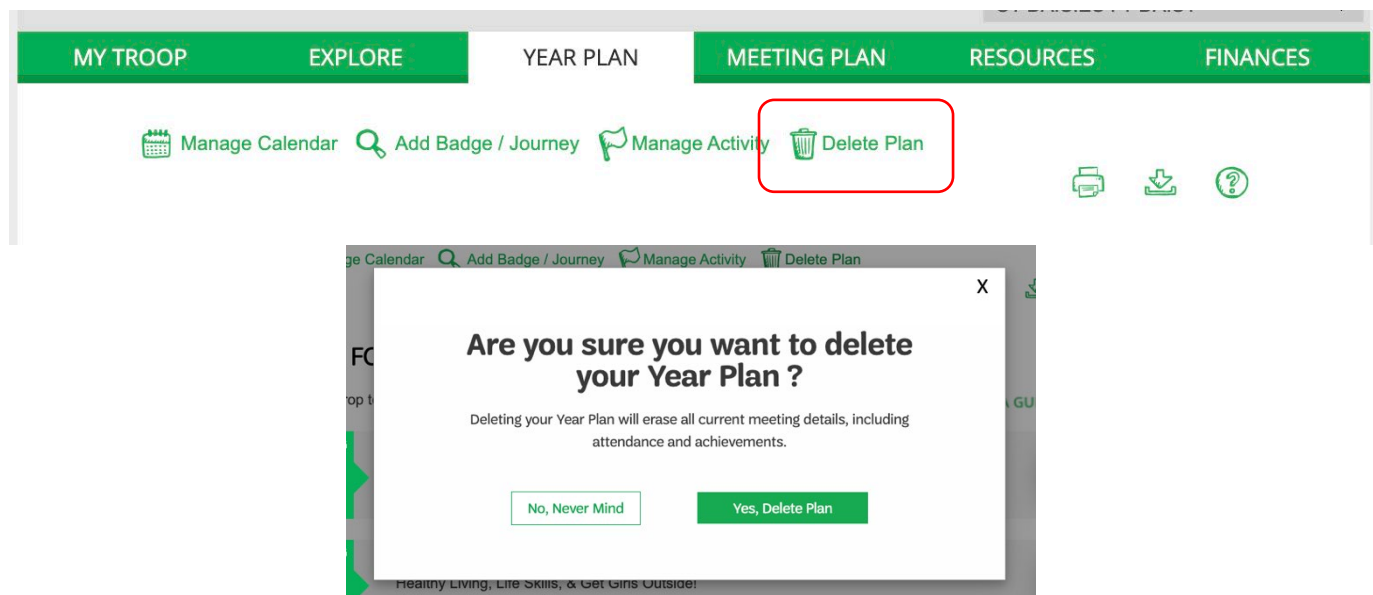 MY TROOP EXPLORE YEAR PLAN MEETING PLAN RESOURCES FINANCES
Manage Calendar Add Badge / Journey Manage Activity Delete Plan
ge Calendar Add Badge / Journey Manage Activity Delete Plan
X
Are you sure you want to delete
your Year Plan ?
FO
rop t
GU
Deleting your Year Plan will erase all current meeting details, including
attendance and achievements.
No, Never Mind Yes, Delete Plan
Healthy Living, Life Skills, & Get Girls Outside!